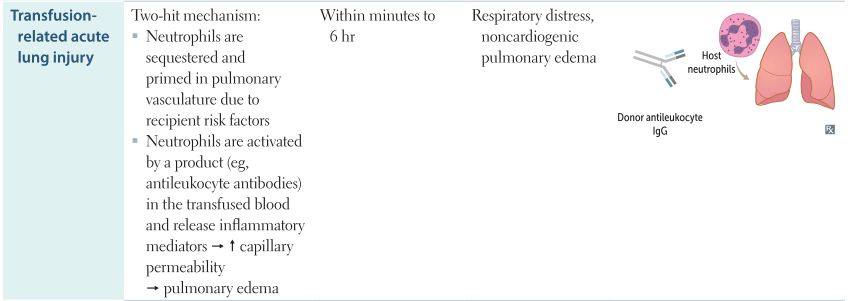 Transfusion-
related acute
lung injury
Two-hit mechanism:
▪ Neutrophils are
sequestered and
primed in pulmonary
vasculature due to
recipient risk factors
▪ Neutrophils are activated
by a product (eg,
antileukocyte antibodies)
in the transfused blood
and release inflammatory
mediators → ↑ capillary
permeability
→ pulmonary edema
Within minutes to
6 hr
Respiratory distress,
noncardiogenic
pulmonary edema
Host
neutrophils
Donor antileukocyte
IgG
Rx